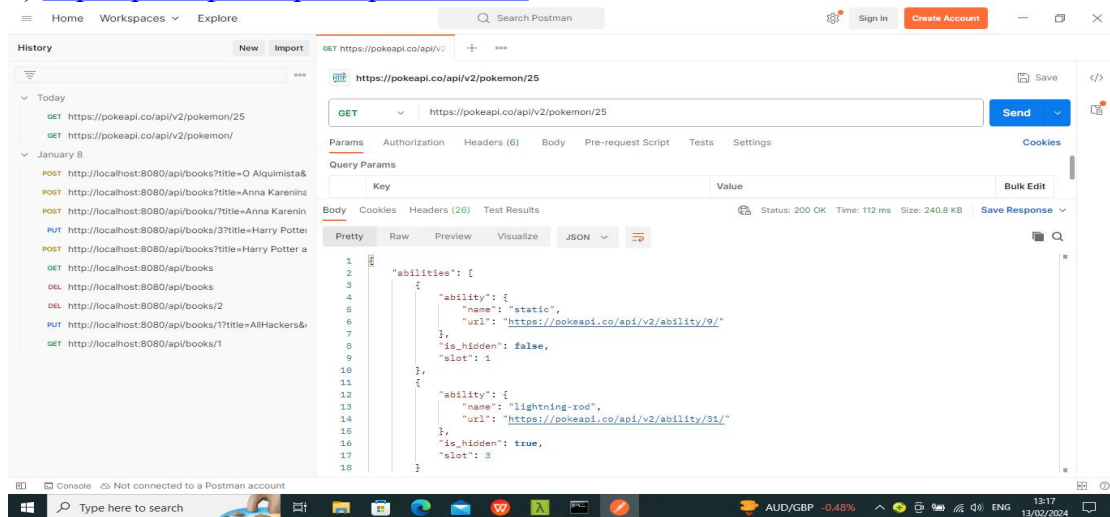 Home Workspaces Explore Search Postman Sign In Create Account
History New Import GET https://pokeapi.co/api/v2
https://pokeapi.co/api/v2/pokemon/25 Save
Today
GET https://pokeapi.co/api/v2/pokemon/25
GET https://pokeapi.co/api/v2/pokemon/
January 8
POST http://localhost:8080/api/books?title=O Alquimista&
POST http://localhost:8080/api/books?title=Anna Karenina
POST http://localhost:8080/api/books/?title=Anna Karenin
PUT http://localhost:8080/api/books/3?title=Harry Potter
POST http://localhost:8080/api/books?title=Harry Potter a
GET http://localhost:8080/api/books
DEL http://localhost:8080/api/books
DEL http://localhost:8080/api/books/2
PUT http://localhost:8080/api/books/1?title=AllHackers&
GET http://localhost:8080/api/books/1
GET https://pokeapi.co/api/v2/pokemon/25 Send
Params Authorization Headers (6) Body Pre-request Script Tests Settings Cookies
Query Params
Key Value Bulk Edit
Body Cookies Headers (26) Test Results Status: 200 OK Time: 112 ms Size: 240.8 KB Save Response
Pretty Raw Preview Visualize JSON
1 {
2 "abilities": [
3 {
4 "ability": {
5 "name": "static",
6 "url": "https://pokeapi.co/api/v2/ability/9/"
7 },
8 "is_hidden": false,
9 "slot": 1
10 },
11 {
12 "ability": {
13 "name": "lightning-rod",
14 "url": "https://pokeapi.co/api/v2/ability/31/"
15 },
16 "is_hidden": true,
17 "slot": 3
18 }
Console Not connected to a Postman account
Type here to search AUD/GBP -0.48% ENG 13:17
13/02/2024